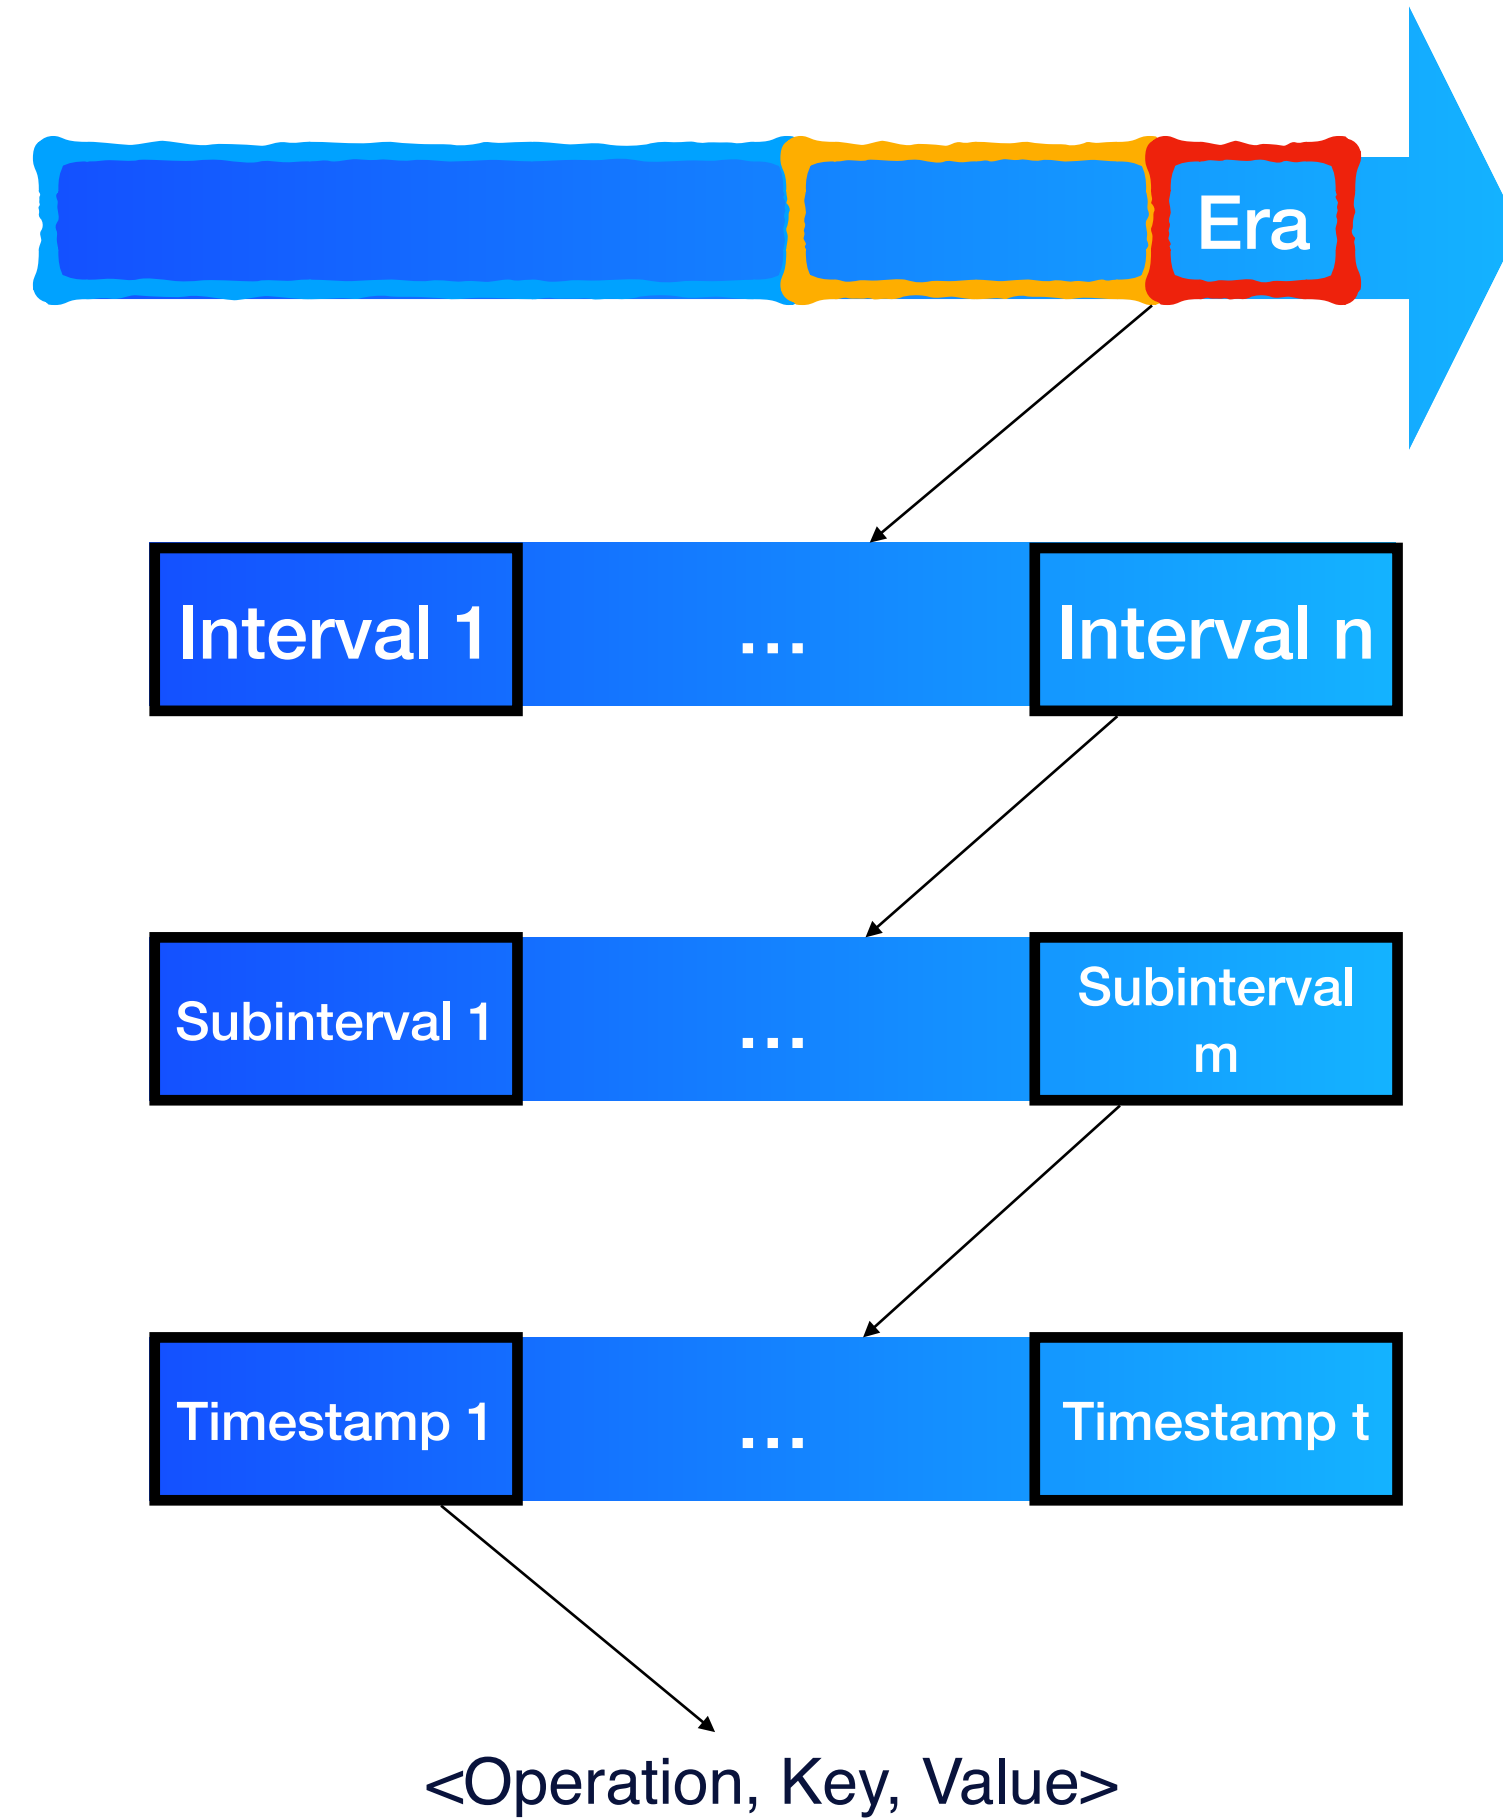 Era
Interval 1
...
Interval n
Subinterval 1
...
Subinterval
m
Timestamp 1
...
Timestamp t
<Operation, Key, Value>